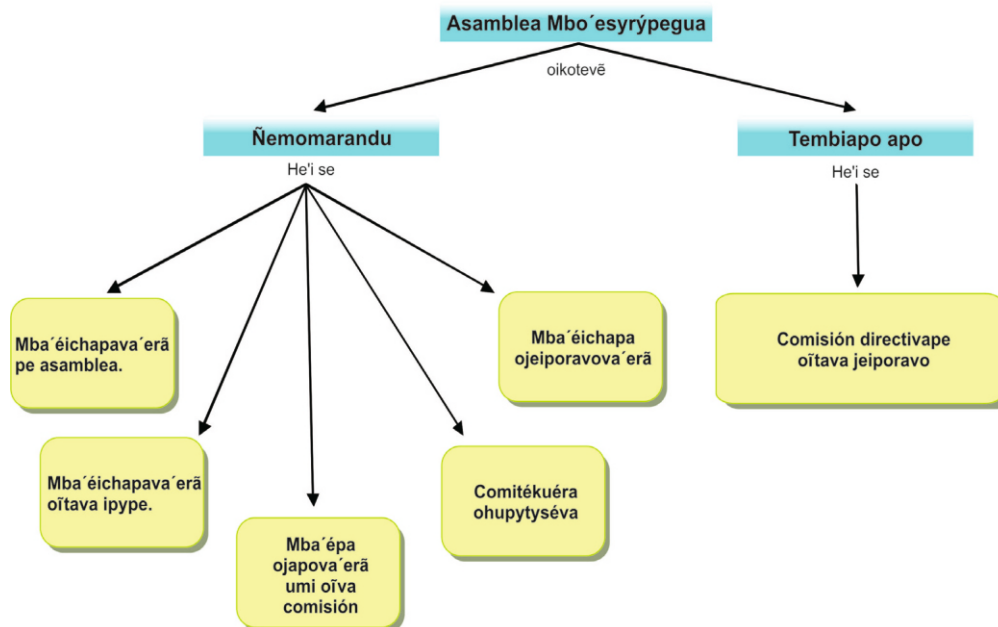 Asamblea Mbo´esyrýpegua
oikotevẽ
Ñemomarandu
Tembiapo apo
He'i se
He'i se
Mba´éichapava´erã
pe asamblea.
Mba´éichapa
ojeiporavova´erã
Comisión directivape
oĩtava jeiporavo
Mba´éichapava´erã
oĩtava ipype.
Comitékuéra
ohupytyséva
Mba´épa
ojapova´erã
umi oĩva
comisión